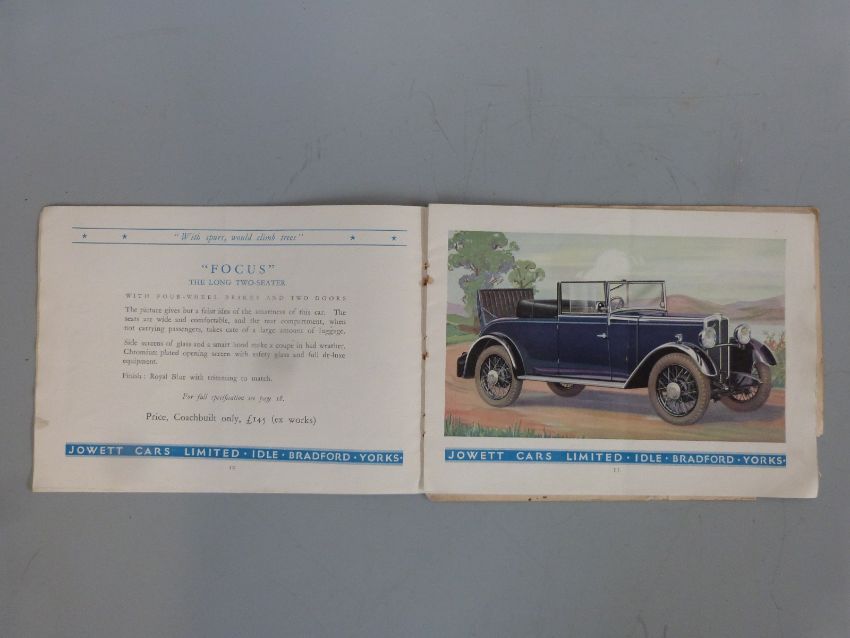 "With spurs, would climb trees"
"FOCUS"
THE LONG TWO-SEATER
WITH FOUR-WHEEL BRAKES AND TWO DOORS
The picture gives but a faint idea of the smartness of this car. The
seats are wide and comfortable, and the rear compartment, when
not carrying passengers, takes care of a large amount of luggage.
Side screens of glass and a smart hood make a coupe in bad weather.
Chromium plated opening screen with safety glass and full de-luxe
equipment.
Finish: Royal Blue with trimming to match.
For full specification see page 18.
Price, Coachbuilt only, £145 (ex works)
JOWETT CARS LIMITED · IDLE · BRADFORD · YORKS·
JOWETT CARS LIMITED · IDLE · BRADFORD · YORKS·